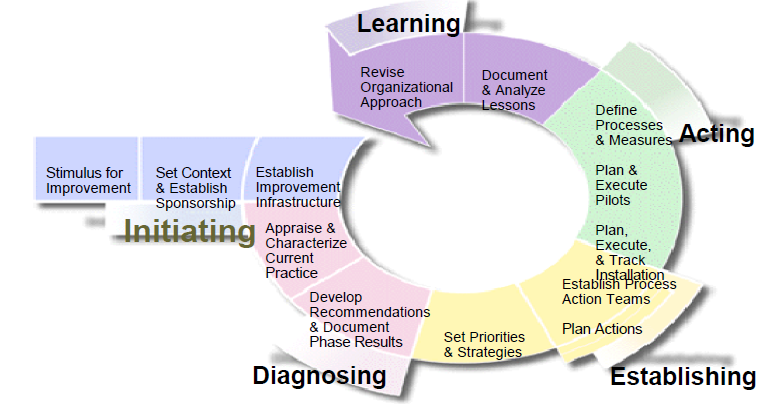 Learning
Revise
Organizational
Approach
Document
& Analyze
Lessons
Acting
Define
Processes
& Measures
Plan &
Execute
Pilots
Plan,
Execute,
& Track
Installation
Stimulus for
Improvement
Set Context
& Establish
Sponsorship
Establish
Improvement
Infrastructure
Initiating
Appraise &
Characterize
Current
Practice
Develop
Recommendations
& Document
Phase Results
Diagnosing
Set Priorities
& Strategies
Establish Process
Action Teams
Plan Actions
Establishing